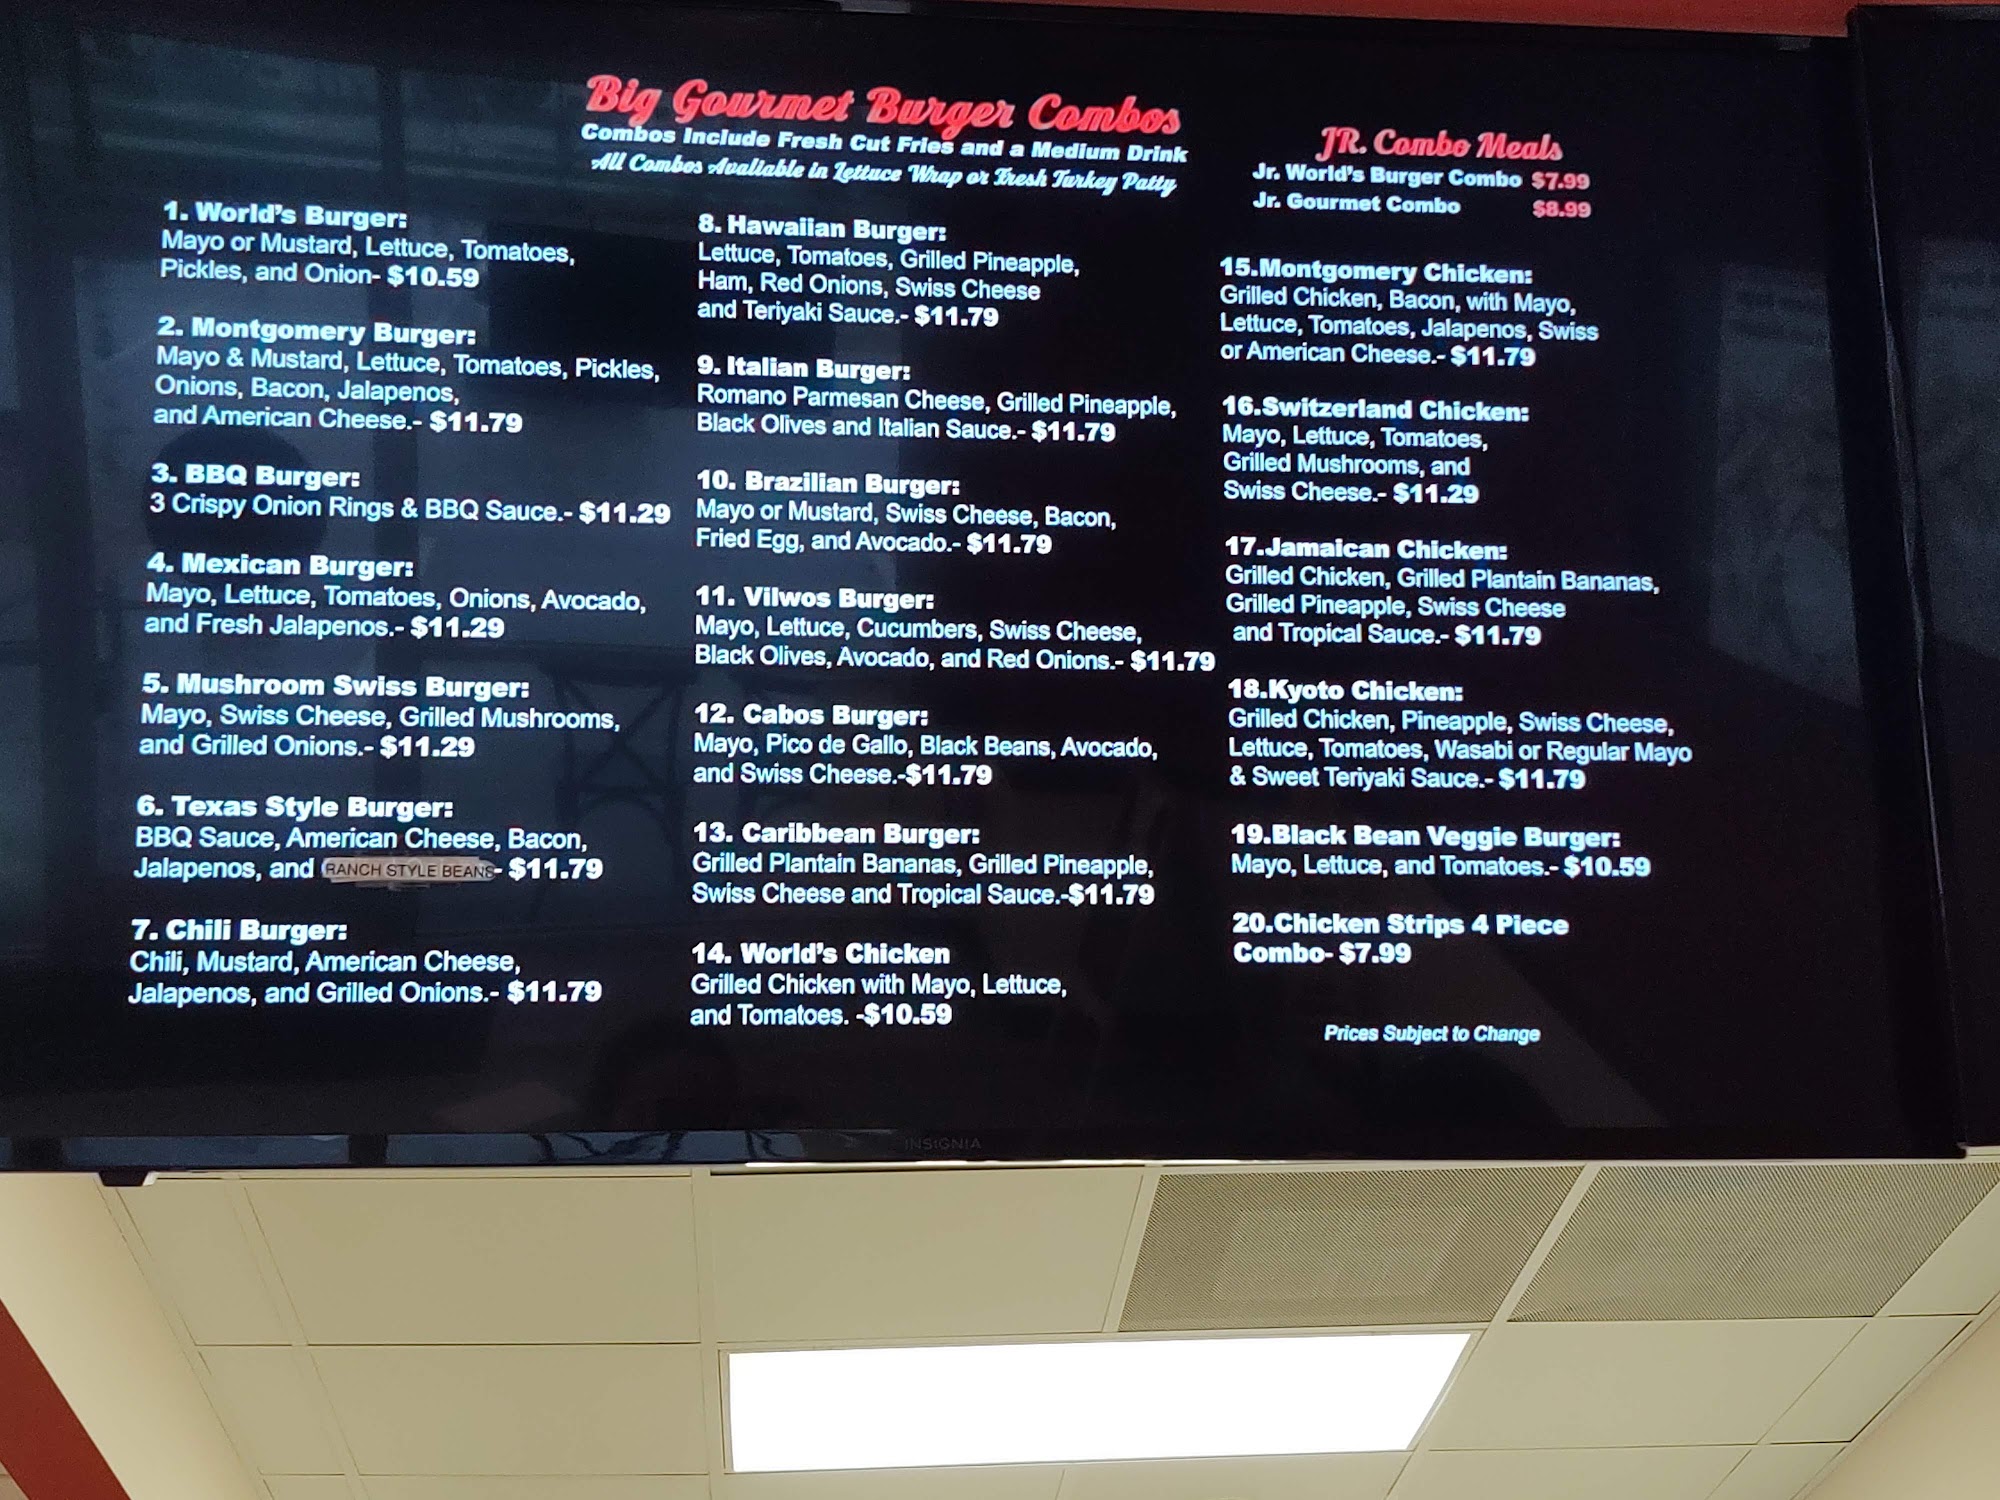 Big Gourmet Burger Combos
Combos Include Fresh Cut Fries and a Medium Drink
All Combos Avaliable in Lettuce Wrap or Fresh Turkey Patty
1. World's Burger:
Mayo or Mustard, Lettuce, Tomatoes,
Pickles, and Onion- $10.59
2. Montgomery Burger:
Mayo & Mustard, Lettuce, Tomatoes, Pickles,
Onions, Bacon, Jalapenos,
and American Cheese.- $11.79
3. BBQ Burger:
3 Crispy Onion Rings & BBQ Sauce.- $11.29
4. Mexican Burger:
Mayo, Lettuce, Tomatoes, Onions, Avocado,
and Fresh Jalapenos.- $11.29
5. Mushroom Swiss Burger:
Mayo, Swiss Cheese, Grilled Mushrooms,
and Grilled Onions.- $11.29
6. Texas Style Burger:
BBQ Sauce, American Cheese, Bacon,
Jalapenos, and RANCH STYLE BEANS- $11.79
7. Chili Burger:
Chili, Mustard, American Cheese,
Jalapenos, and Grilled Onions.- $11.79
8. Hawaiian Burger:
Lettuce, Tomatoes, Grilled Pineapple,
Ham, Red Onions, Swiss Cheese
and Teriyaki Sauce.- $11.79
9. Italian Burger:
Romano Parmesan Cheese, Grilled Pineapple,
Black Olives and Italian Sauce.- $11.79
10. Brazilian Burger:
Mayo or Mustard, Swiss Cheese, Bacon,
Fried Egg, and Avocado.- $11.79
11. Vilwos Burger:
Mayo, Lettuce, Cucumbers, Swiss Cheese,
Black Olives, Avocado, and Red Onions.- $11.79
12. Cabos Burger:
Mayo, Pico de Gallo, Black Beans, Avocado,
and Swiss Cheese.-$11.79
13. Caribbean Burger:
Grilled Plantain Bananas, Grilled Pineapple,
Swiss Cheese and Tropical Sauce.-$11.79
14. World's Chicken
Grilled Chicken with Mayo, Lettuce,
and Tomatoes. -$10.59
JR. Combo Meals
Jr. World's Burger Combo $7.99
Jr. Gourmet Combo $8.99
15.Montgomery Chicken:
Grilled Chicken, Bacon, with Mayo,
Lettuce, Tomatoes, Jalapenos, Swiss
or American Cheese.- $11.79
16.Switzerland Chicken:
Mayo, Lettuce, Tomatoes,
Grilled Mushrooms, and
Swiss Cheese.- $11.29
17.Jamaican Chicken:
Grilled Chicken, Grilled Plantain Bananas,
Grilled Pineapple, Swiss Cheese
and Tropical Sauce.- $11.79
18.Kyoto Chicken:
Grilled Chicken, Pineapple, Swiss Cheese,
Lettuce, Tomatoes, Wasabi or Regular Mayo
& Sweet Teriyaki Sauce.- $11.79
19.Black Bean Veggie Burger:
Mayo, Lettuce, and Tomatoes.- $10.59
20.Chicken Strips 4 Piece
Combo- $7.99
Prices Subject to Change
INSIGNIA